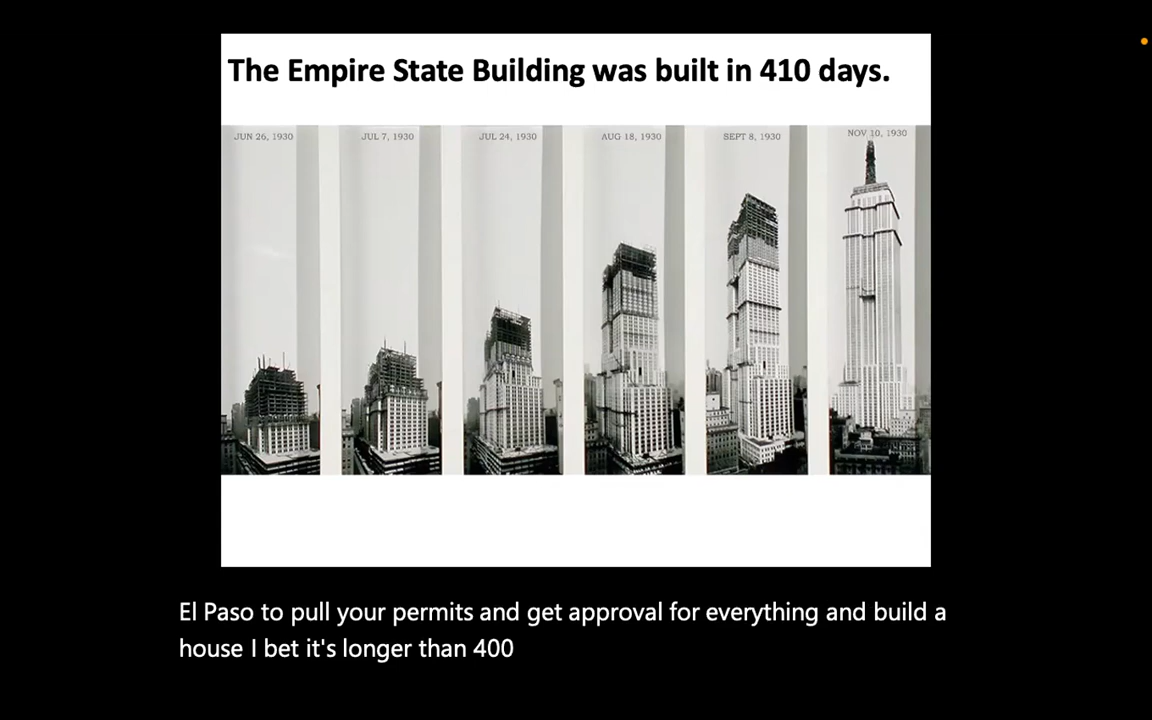 The Empire State Building was built in 410 days.
JUN 26, 1930
JUL 7, 1930
JUL 24, 1930
AUG 18, 1930
SEPT 8, 1930
NOV 10, 1930
El Paso to pull your permits and get approval for everything and build a
house I bet it's longer than 400